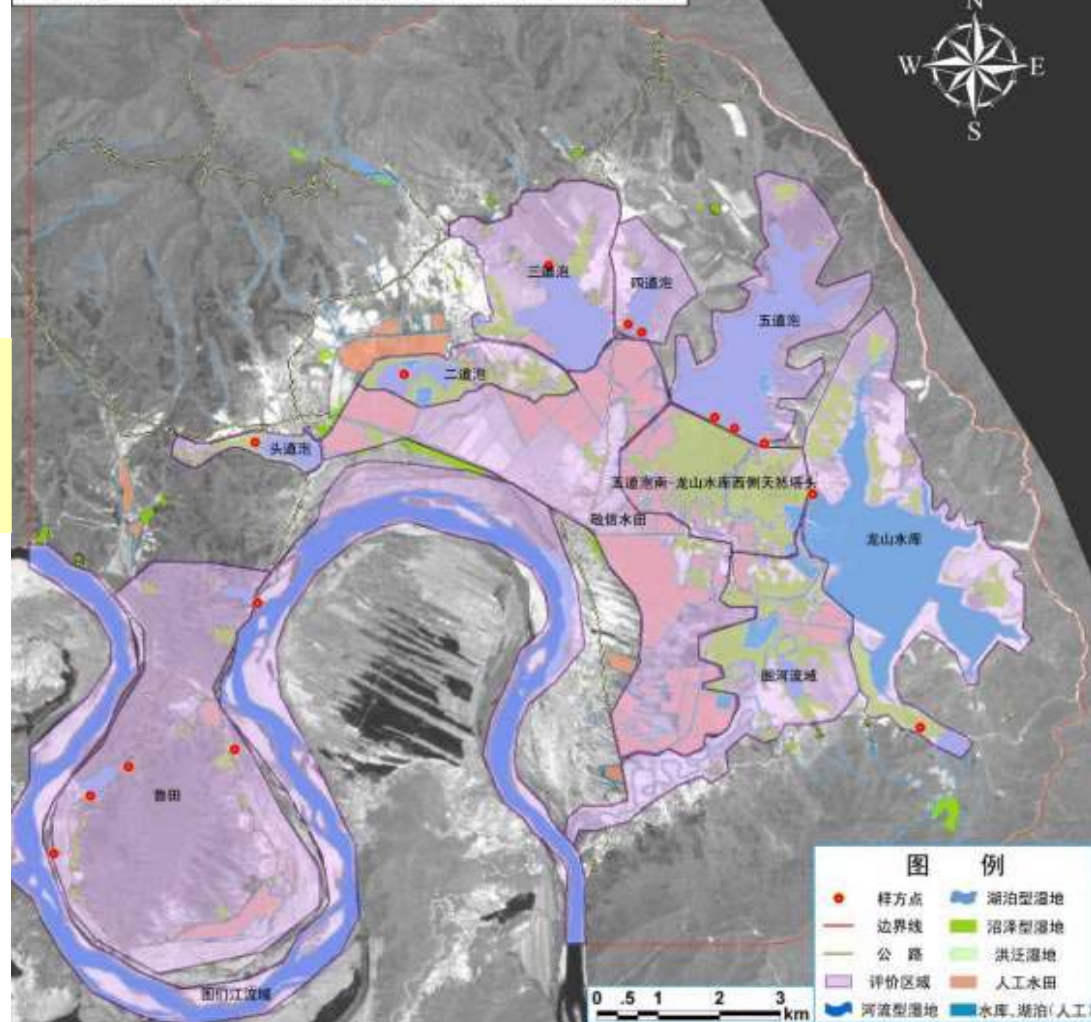 N
W E
S
三道泡
四道泡
五道泡
二道泡
头道泡
五道泡南-龙山水库西侧天然塔头
敬信水田
龙山水库
圈河流域
鲁田
图们江流域
图 例
样方点 湖泊型湿地
边界线 沼泽型湿地
公 路 洪泛湿地
评价区域 人工水田
河流型湿地 水库、湖泊(人工
0 .5 1 2 3
km